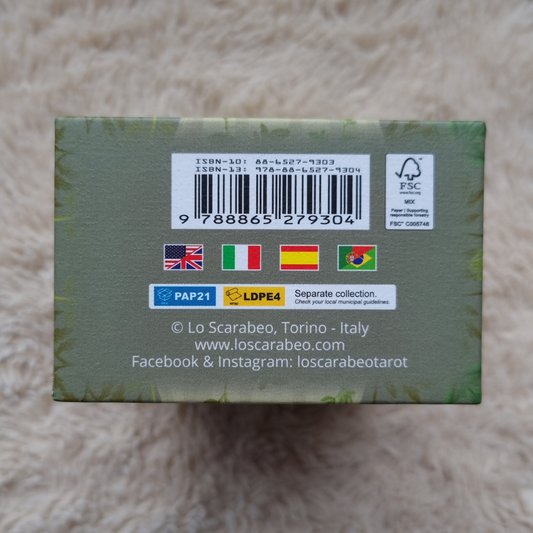 ISBN-10: 88-6527-9303
ISBN-13: 978-88-6527-9304
9 788865 279304
FSC
www.fsc.org
MIX
Paper | Supporting
responsible forestry
FSC® C005748
PAP21
LDPE4
Separate collection.
Check your local municipal guidelines.
© Lo Scarabeo, Torino - Italy
www.loscarabeo.com
Facebook & Instagram: loscarabeotarot